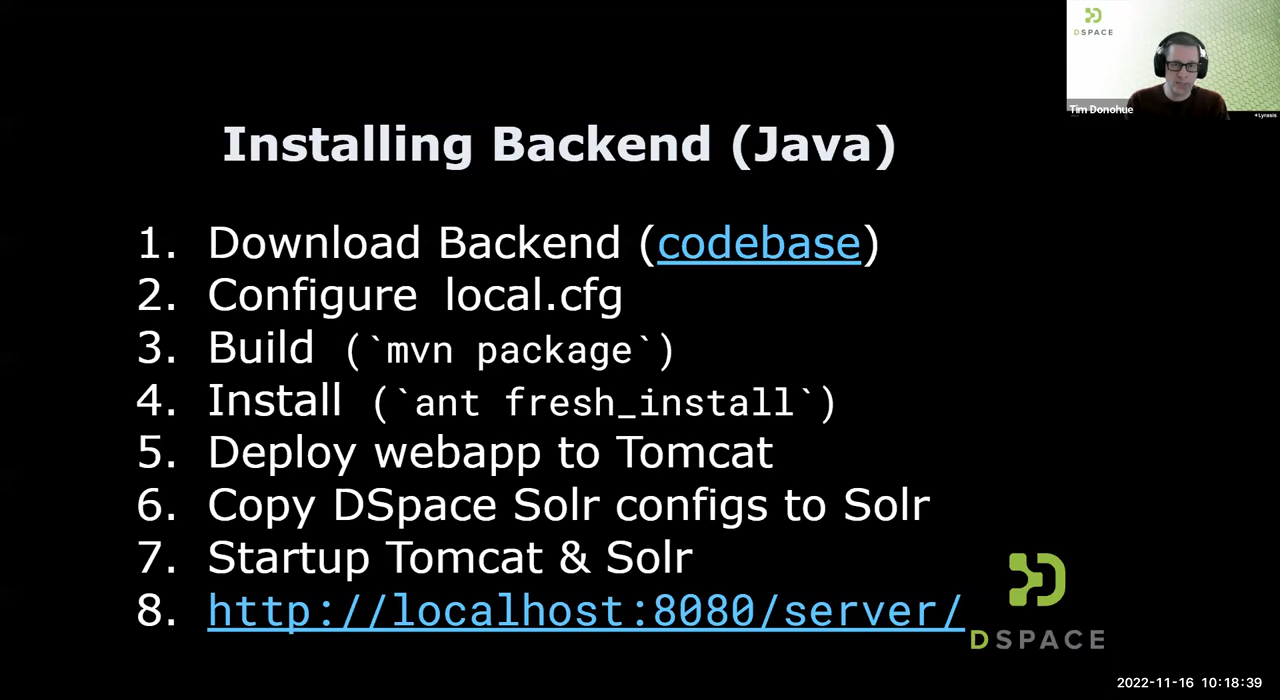 DSPACE
Tim Donohue
Lyrasis
Installing Backend (Java)
1. Download Backend (codebase)
2. Configure local.cfg
3. Build (`mvn package`)
4. Install (`ant fresh_install`)
5. Deploy webapp to Tomcat
6. Copy DSpace Solr configs to Solr
7. Startup Tomcat & Solr
8. http://localhost:8080/server/
DSPACE
2022-11-16 10:18:39